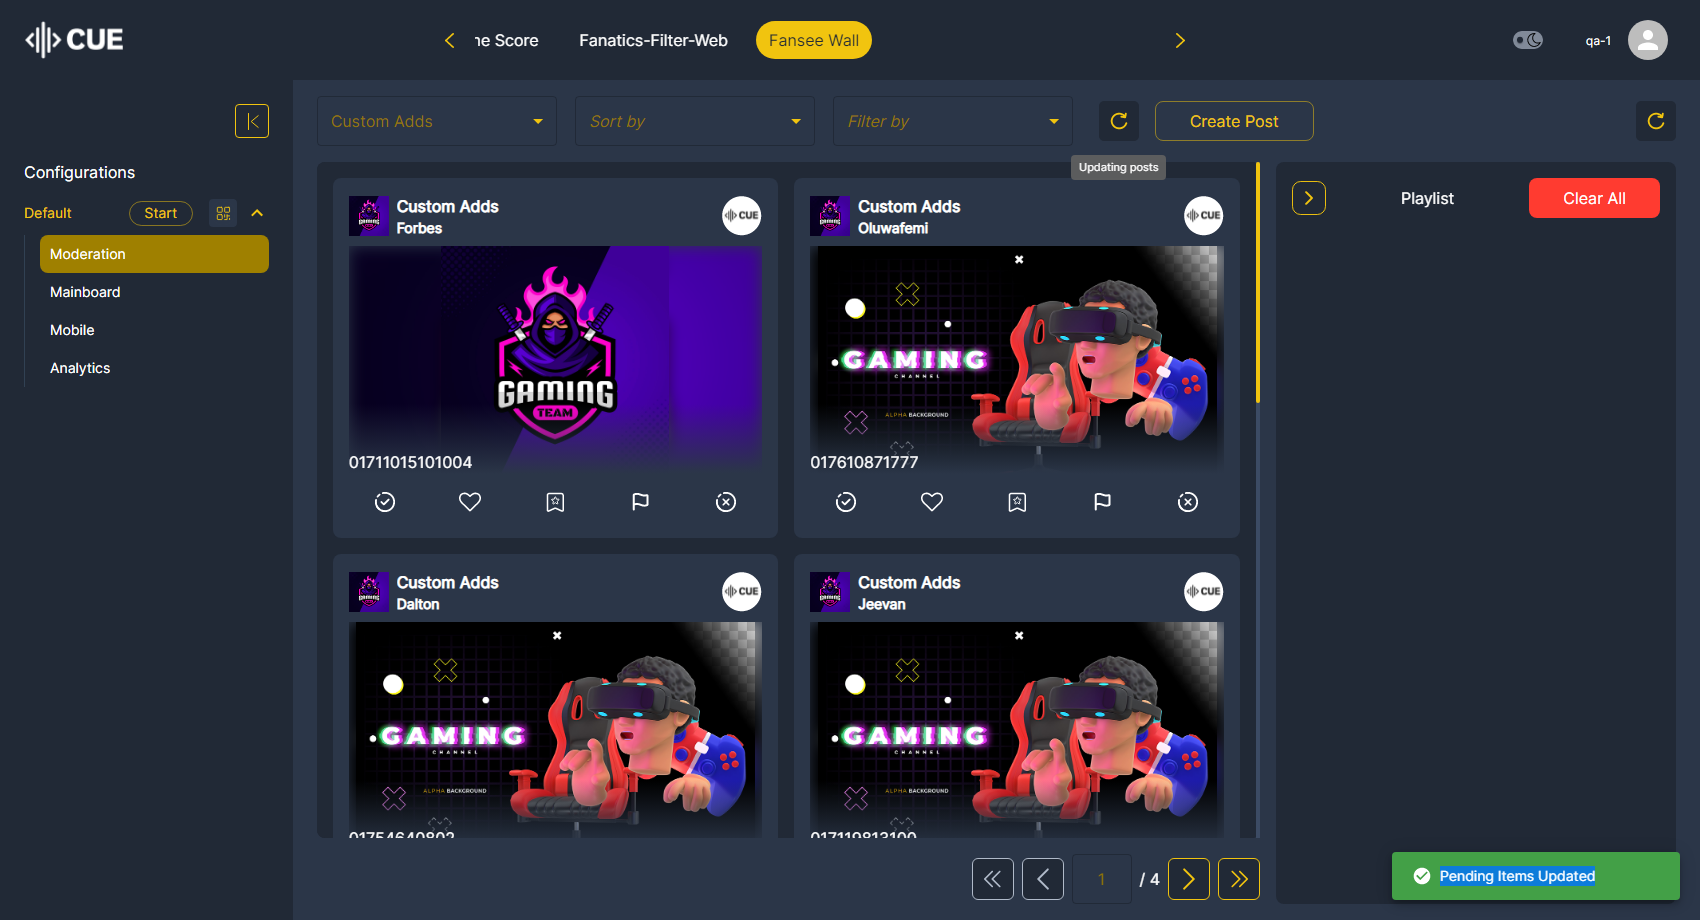 CUE
ne Score
Fanatics-Filter-Web
Fansee Wall
qa-1
Custom Adds
Sort by
Filter by
Create Post
Updating posts
Configurations
Default
Start
Moderation
Mainboard
Mobile
Analytics
Custom Adds
Forbes
CUE
GAMING
TEAM
01711015101004
Custom Adds
Oluwafemi
CUE
GAMING
CHANNEL
ALPHA BACKGROUND
017610871777
Custom Adds
Dalton
CUE
GAMING
CHANNEL
ALPHA BACKGROUND
01754640802
Custom Adds
Jeevan
CUE
GAMING
CHANNEL
ALPHA BACKGROUND
017119813100
Playlist
Clear All
1
/ 4
Pending Items Updated